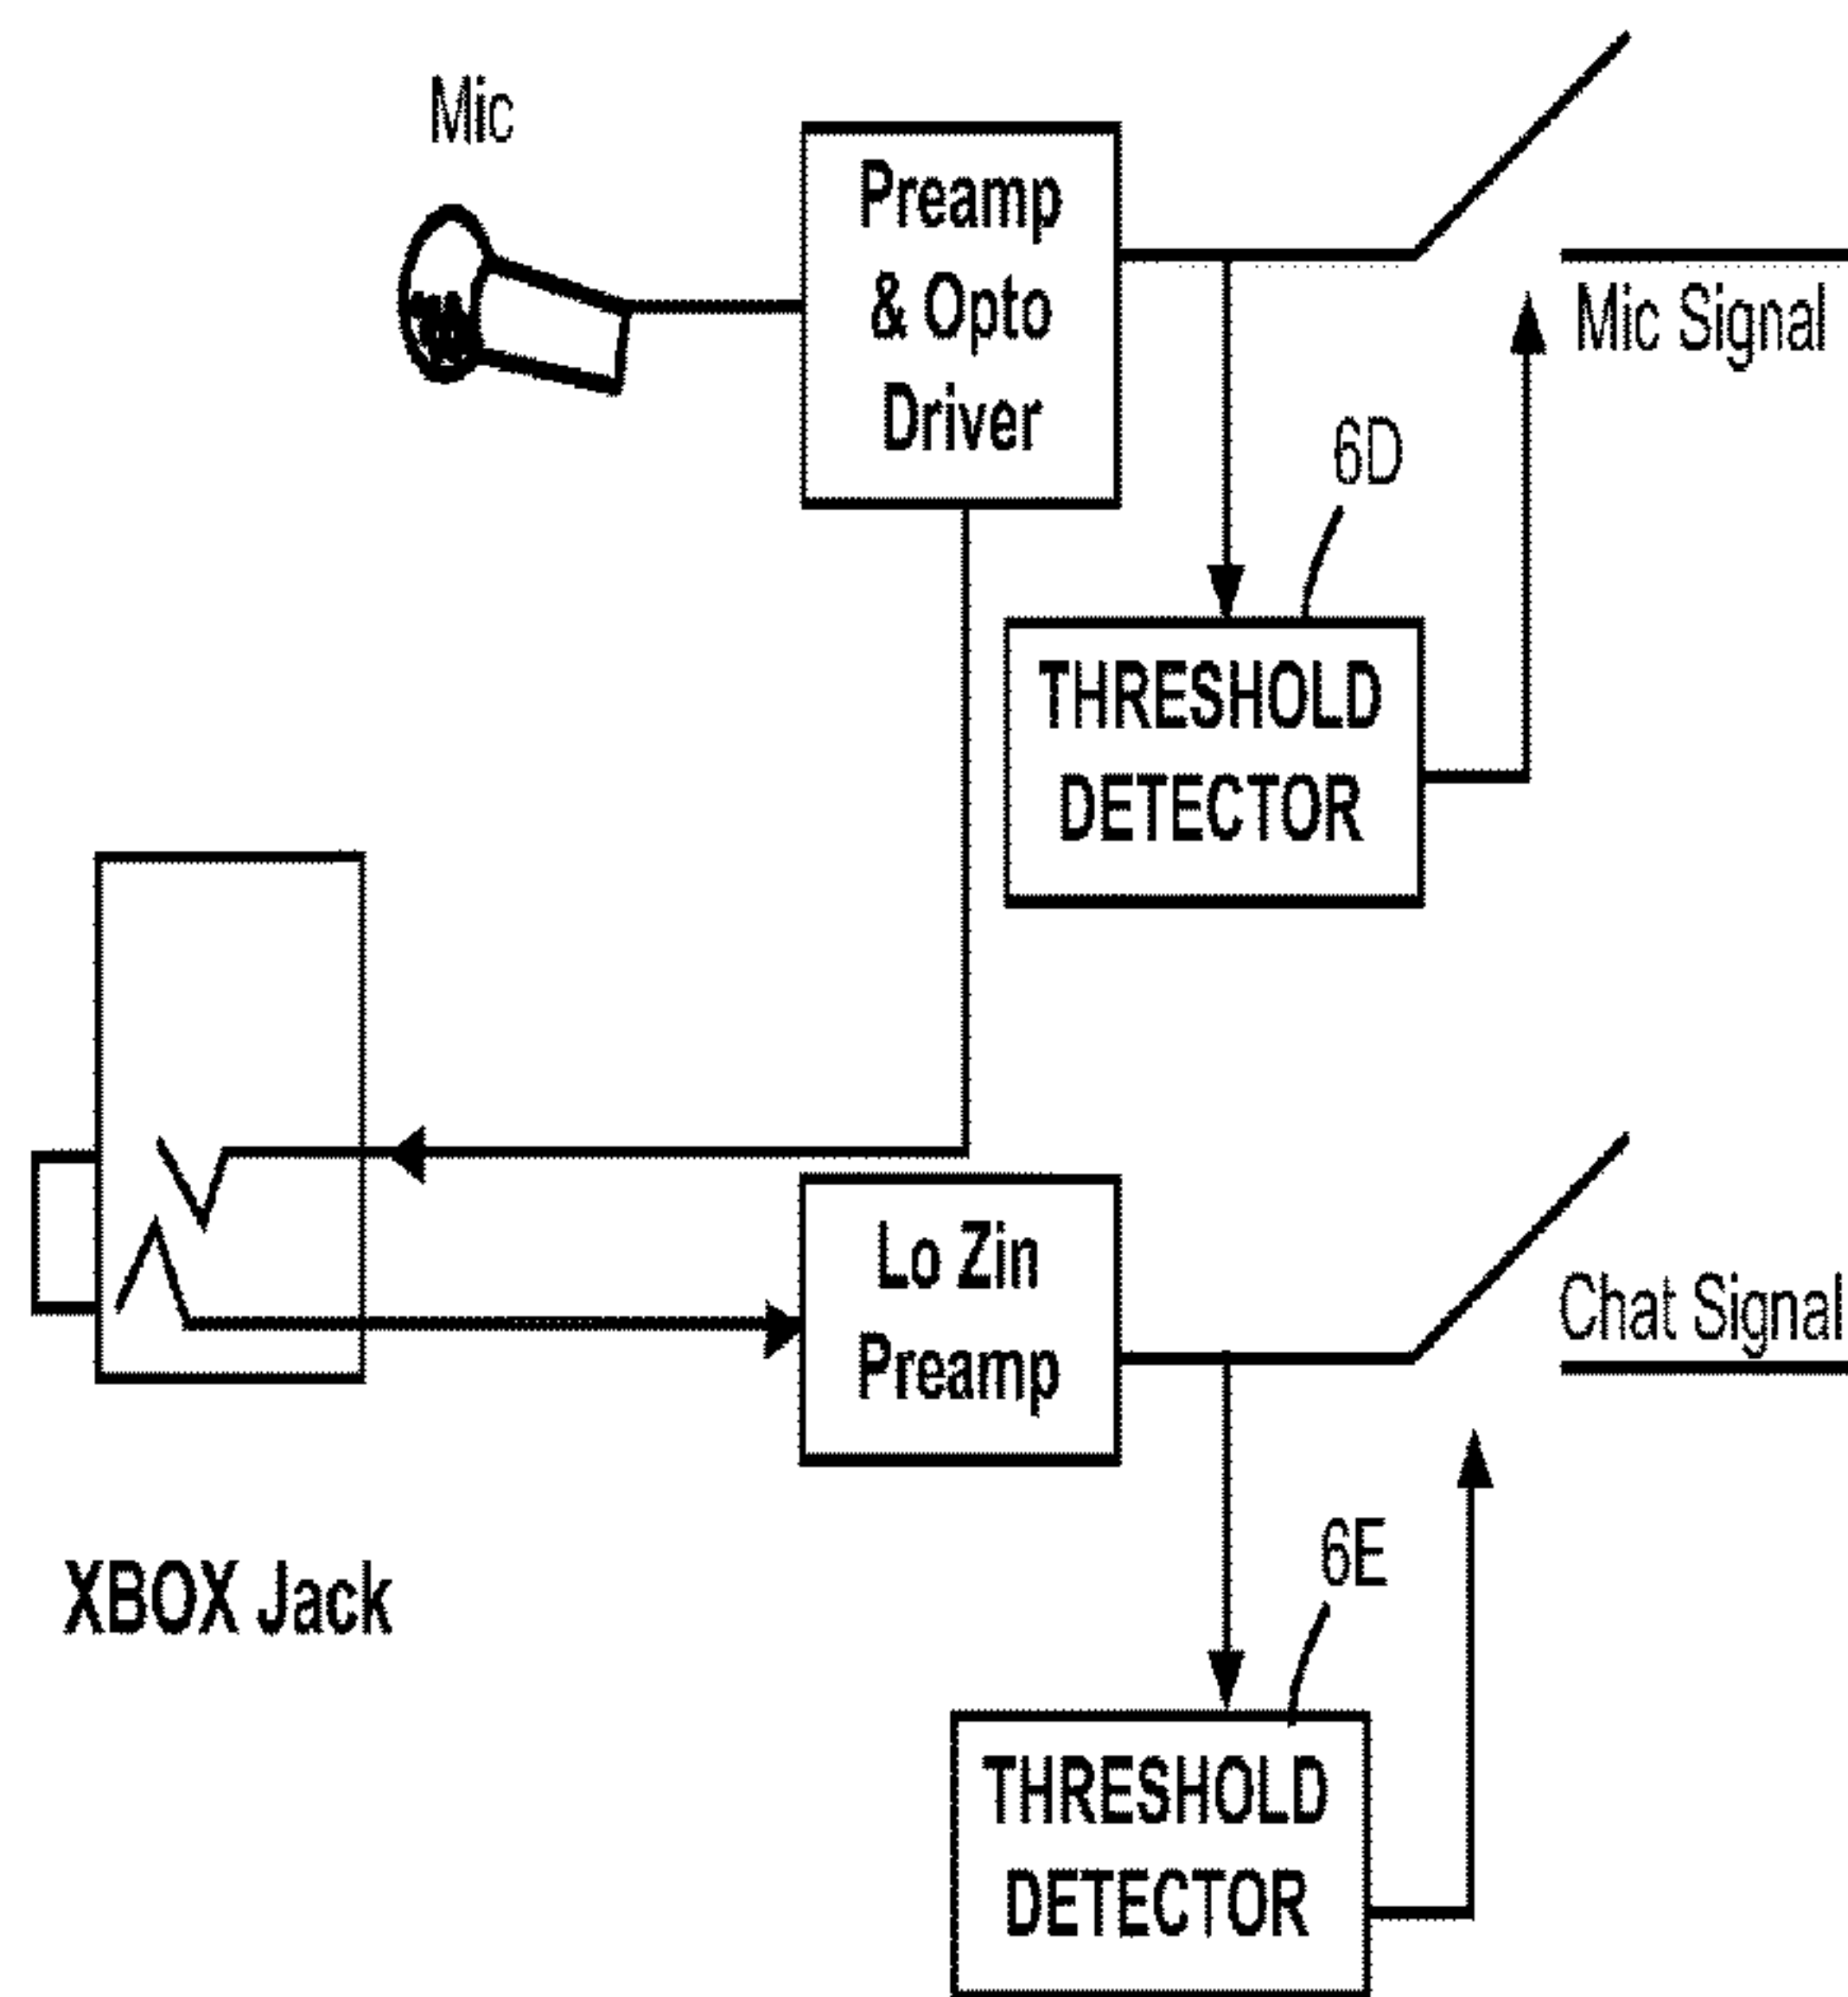 Mic
Preamp
& Opto
Driver
Mic Signal
6D
THRESHOLD
DETECTOR
Lo Zin
Preamp
Chat Signal
XBOX Jack
6E
THRESHOLD
DETECTOR